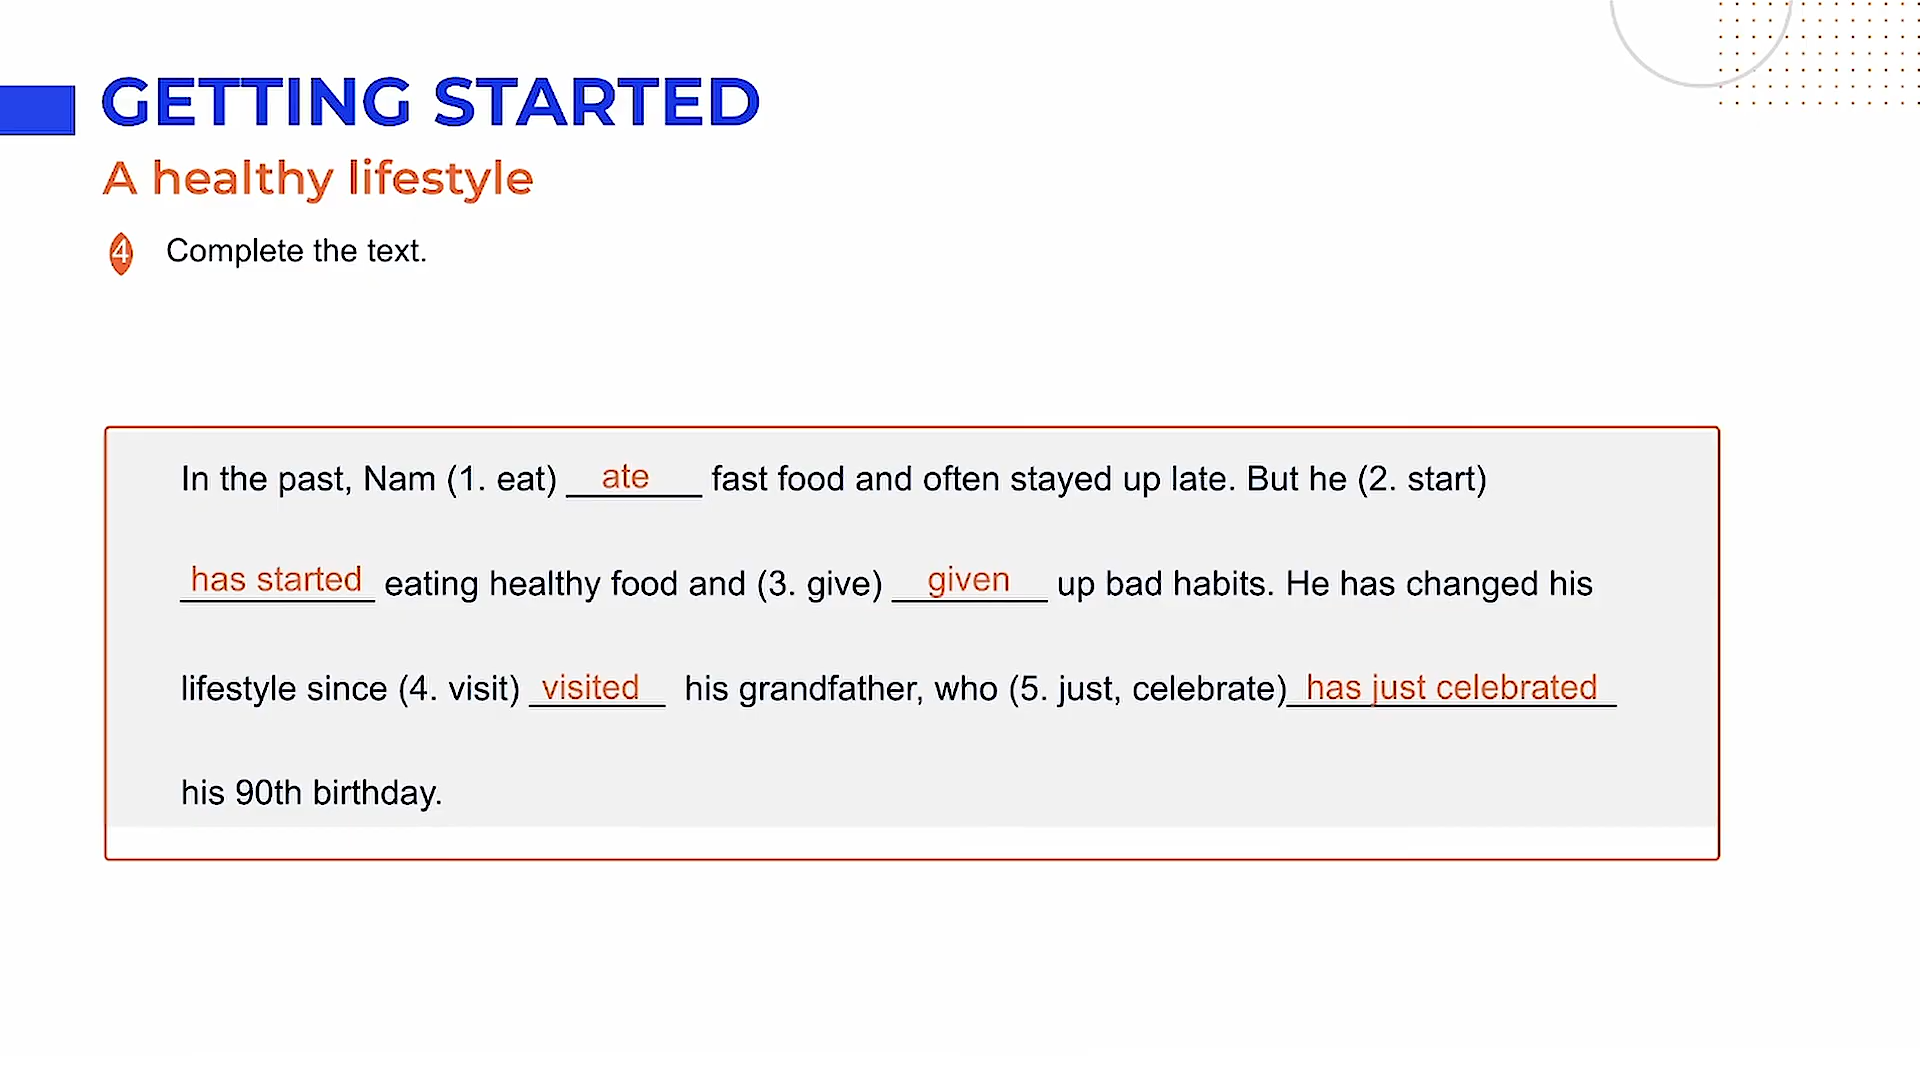 GETTING STARTED
A healthy lifestyle
4 Complete the text.
In the past, Nam (1. eat) ate fast food and often stayed up late. But he (2. start)
has started eating healthy food and (3. give) given up bad habits. He has changed his
lifestyle since (4. visit) visited his grandfather, who (5. just, celebrate) has just celebrated
his 90th birthday.